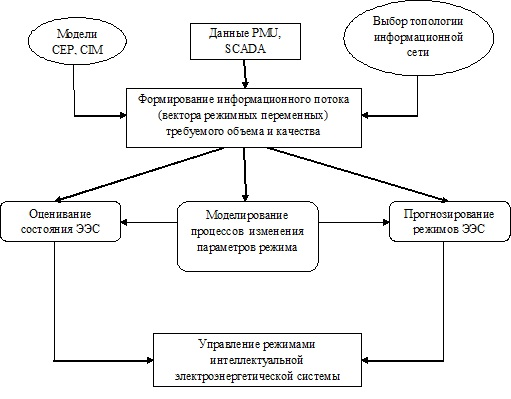 Модели
CEP, CIM
Данные PMU,
SCADA
Выбор топологии
информационной
сети
Формирование информационного потока
(вектора режимных переменных)
требуемого объема и качества
Оценивание
состояния ЭЭС
Моделирование
процессов изменения
параметров режима
Прогнозирование
режимов ЭЭС
Управление режимами
интеллектуальной
электроэнергетической системы